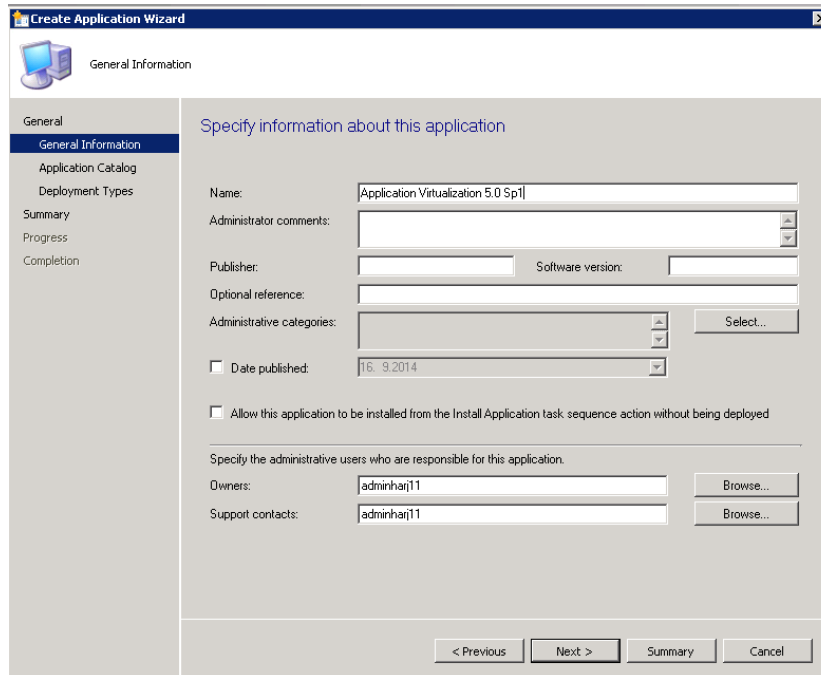 Create Application Wizard
General Information
General
General Information
Application Catalog
Deployment Types
Summary
Progress
Completion
Specify information about this application
Name: Application Virtualization 5.0 Sp1
Administrator comments:
Publisher: Software version:
Optional reference:
Administrative categories: Select...
Date published: 16. 9.2014
Allow this application to be installed from the Install Application task sequence action without being deployed
Specify the administrative users who are responsible for this application.
Owners: adminharj11 Browse...
Support contacts: adminharj11 Browse...
< Previous Next > Summary Cancel